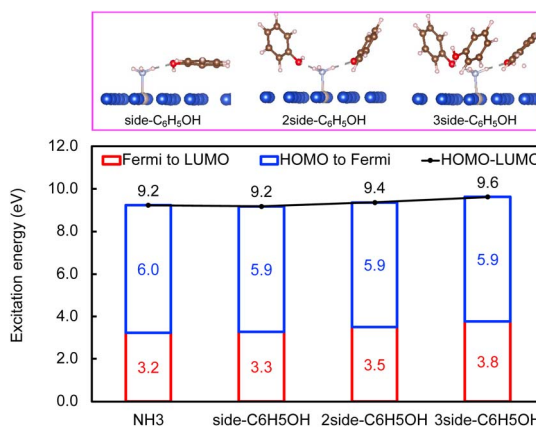 side-C₆H₅OH 2side-C₆H₅OH 3side-C₆H₅OH
12.0 Fermi to LUMO HOMO to Fermi HOMO-LUMO
9.2 9.2 9.4 9.6
10.0
8.0
6.0 5.9 5.9 5.9
6.0
4.0
3.2 3.3 3.5 3.8
2.0
0.0
Excitation energy (eV)
NH3 side-C6H5OH 2side-C6H5OH 3side-C6H5OH